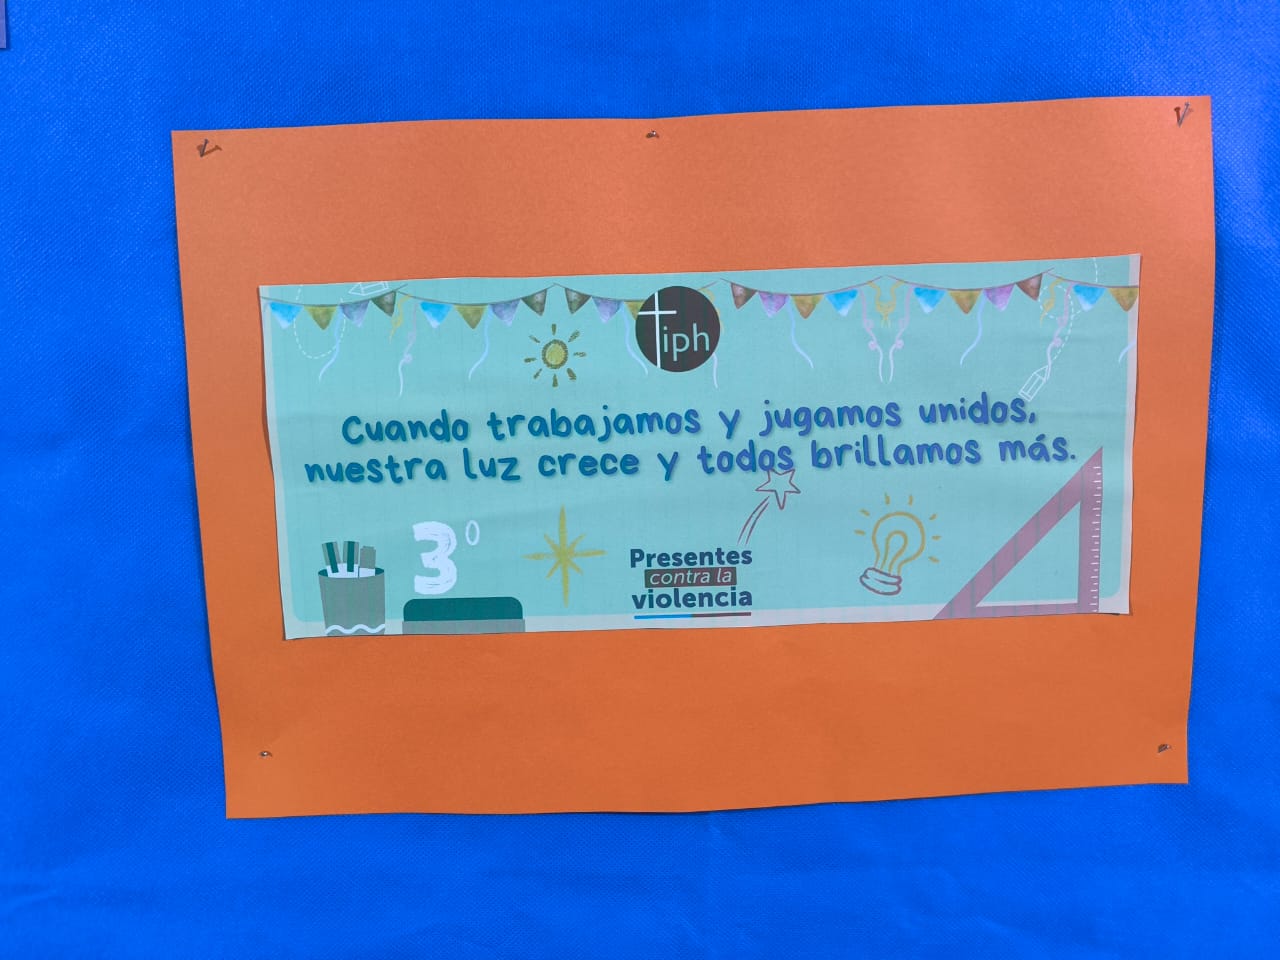 iph
Cuando trabajamos y jugamos unidos,
nuestra luz crece y todos brillamos más.
3°
Presentes
contra la
violencia